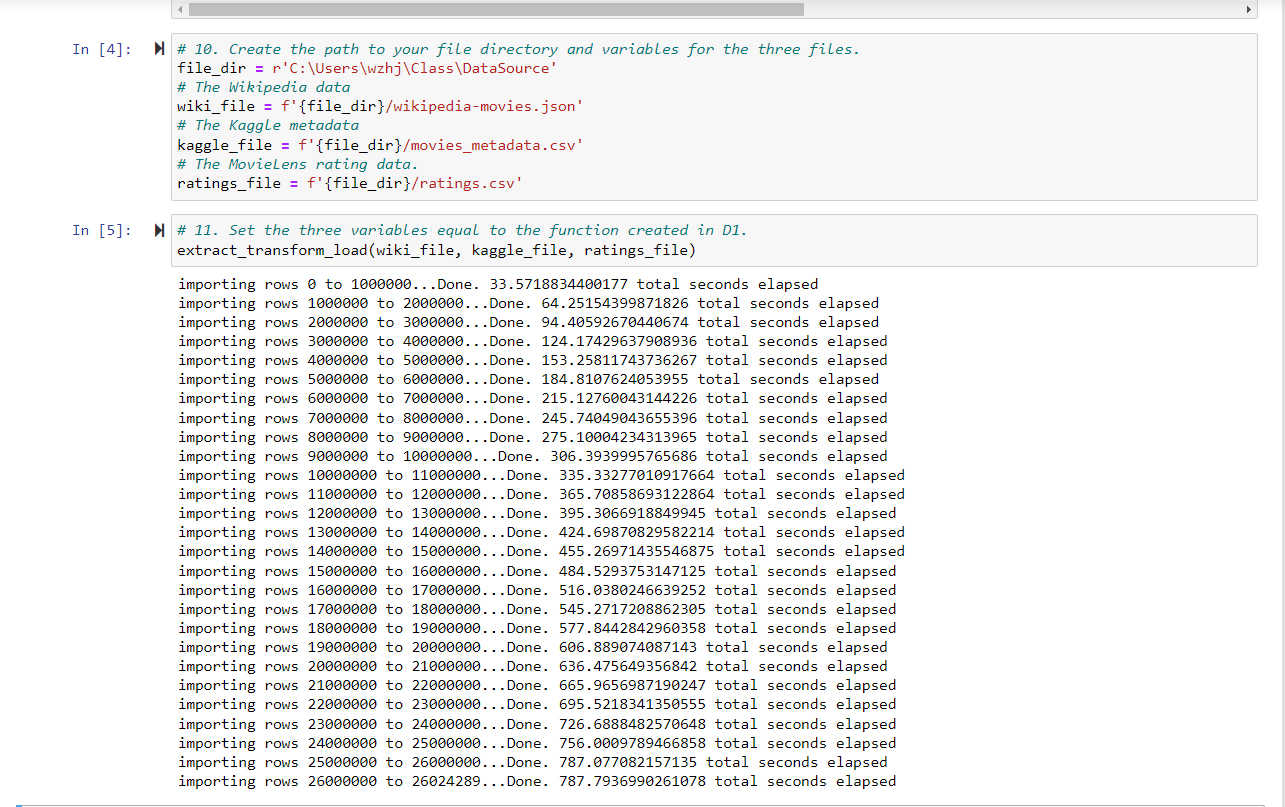 In [4]:
# 10. Create the path to your file directory and variables for the three files.
file_dir = r'C:\Users\wzhj\Class\DataSource'
# The Wikipedia data
wiki_file = f'{file_dir}/wikipedia-movies.json'
# The Kaggle metadata
kaggle_file = f'{file_dir}/movies_metadata.csv'
# The MovieLens rating data.
ratings_file = f'{file_dir}/ratings.csv'
In [5]:
# 11. Set the three variables equal to the function created in D1.
extract_transform_load(wiki_file, kaggle_file, ratings_file)
importing rows 0 to 1000000...Done. 33.5718834400177 total seconds elapsed
importing rows 1000000 to 2000000...Done. 64.25154399871826 total seconds elapsed
importing rows 2000000 to 3000000...Done. 94.40592670440674 total seconds elapsed
importing rows 3000000 to 4000000...Done. 124.17429637908936 total seconds elapsed
importing rows 4000000 to 5000000...Done. 153.25811743736267 total seconds elapsed
importing rows 5000000 to 6000000...Done. 184.8107624053955 total seconds elapsed
importing rows 6000000 to 7000000...Done. 215.12760043144226 total seconds elapsed
importing rows 7000000 to 8000000...Done. 245.74049043655396 total seconds elapsed
importing rows 8000000 to 9000000...Done. 275.10004234313965 total seconds elapsed
importing rows 9000000 to 10000000...Done. 306.3939995765686 total seconds elapsed
importing rows 10000000 to 11000000...Done. 335.33277010917664 total seconds elapsed
importing rows 11000000 to 12000000...Done. 365.70858693122864 total seconds elapsed
importing rows 12000000 to 13000000...Done. 395.3066918849945 total seconds elapsed
importing rows 13000000 to 14000000...Done. 424.69870829582214 total seconds elapsed
importing rows 14000000 to 15000000...Done. 455.26971435546875 total seconds elapsed
importing rows 15000000 to 16000000...Done. 484.5293753147125 total seconds elapsed
importing rows 16000000 to 17000000...Done. 516.0380246639252 total seconds elapsed
importing rows 17000000 to 18000000...Done. 545.2717208862305 total seconds elapsed
importing rows 18000000 to 19000000...Done. 577.8442842960358 total seconds elapsed
importing rows 19000000 to 20000000...Done. 606.889074087143 total seconds elapsed
importing rows 20000000 to 21000000...Done. 636.475649356842 total seconds elapsed
importing rows 21000000 to 22000000...Done. 665.9656987190247 total seconds elapsed
importing rows 22000000 to 23000000...Done. 695.5218341350555 total seconds elapsed
importing rows 23000000 to 24000000...Done. 726.6888482570648 total seconds elapsed
importing rows 24000000 to 25000000...Done. 756.0009789466858 total seconds elapsed
importing rows 25000000 to 26000000...Done. 787.077082157135 total seconds elapsed
importing rows 26000000 to 26024289...Done. 787.7936990261078 total seconds elapsed